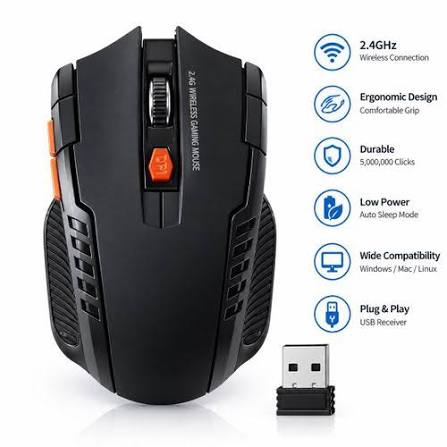 2.4G WIRELESS GAMING MOUSE
DPI
2.4GHz
Wireless Connection
Ergonomic Design
Comfortable Grip
Durable
5,000,000 Clicks
Low Power
Auto Sleep Mode
Wide Compatibility
Windows / Mac / Linux
Plug & Play
USB Receiver